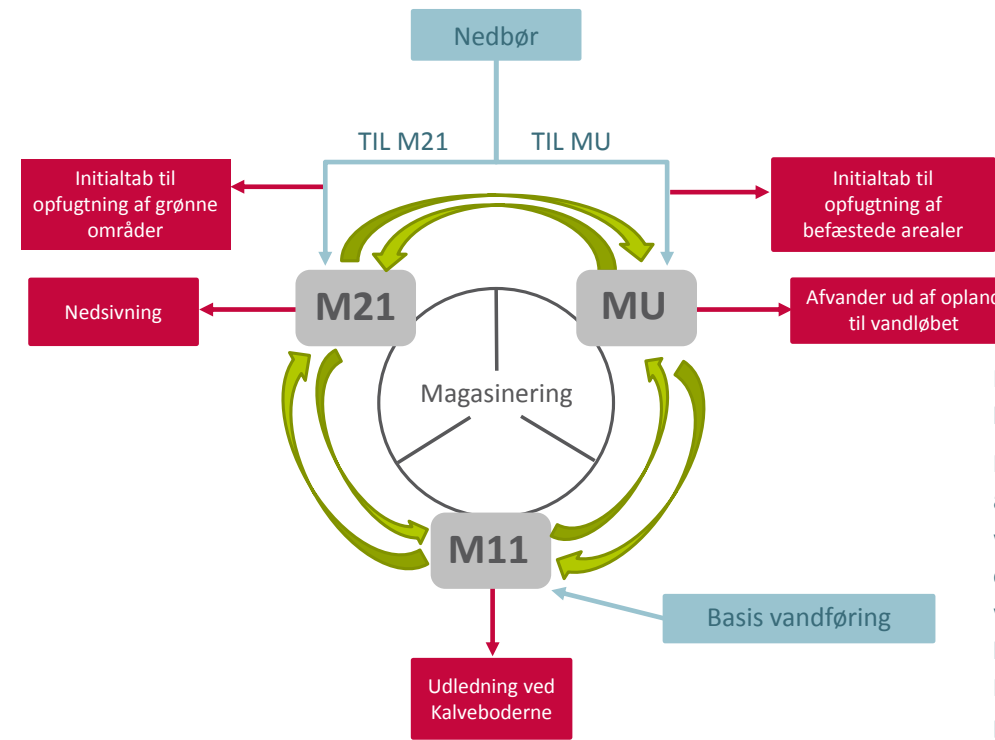 Nedbør
TIL M21
TIL MU
Initialtab til
opfugtning af grønne
områder
Initialtab til
opfugtning af
befæstede arealer
M21
MU
Nedsivning
Afvander ud af opland
til vandløbet
Magasinering
M11
Basis vandføring
Udledning ved
Kalveboderne